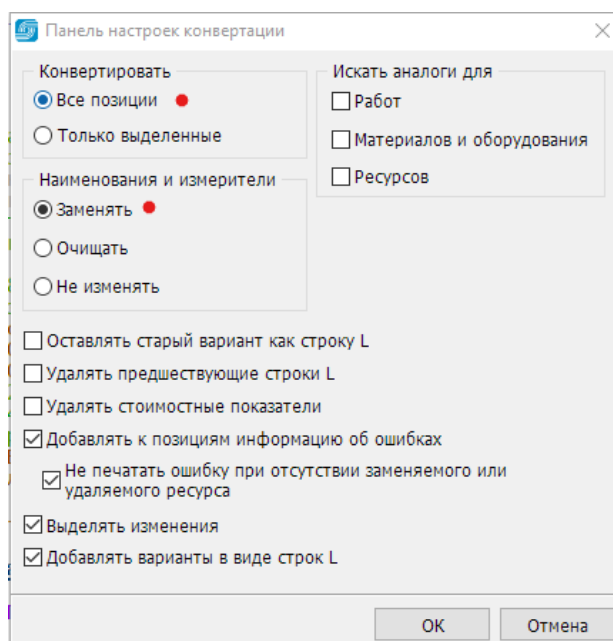 Панель настроек конвертации
Конвертировать
Все позиции
Только выделенные
Искать аналоги для
Работ
Материалов и оборудования
Ресурсов
Наименования и измерители
Заменять
Очищать
Не изменять
Оставлять старый вариант как строку L
Удалять предшествующие строки L
Удалять стоимостные показатели
Добавлять к позициям информацию об ошибках
Не печатать ошибку при отсутствии заменяемого или
удаляемого ресурса
Выделять изменения
Добавлять варианты в виде строк L
ОК
Отмена